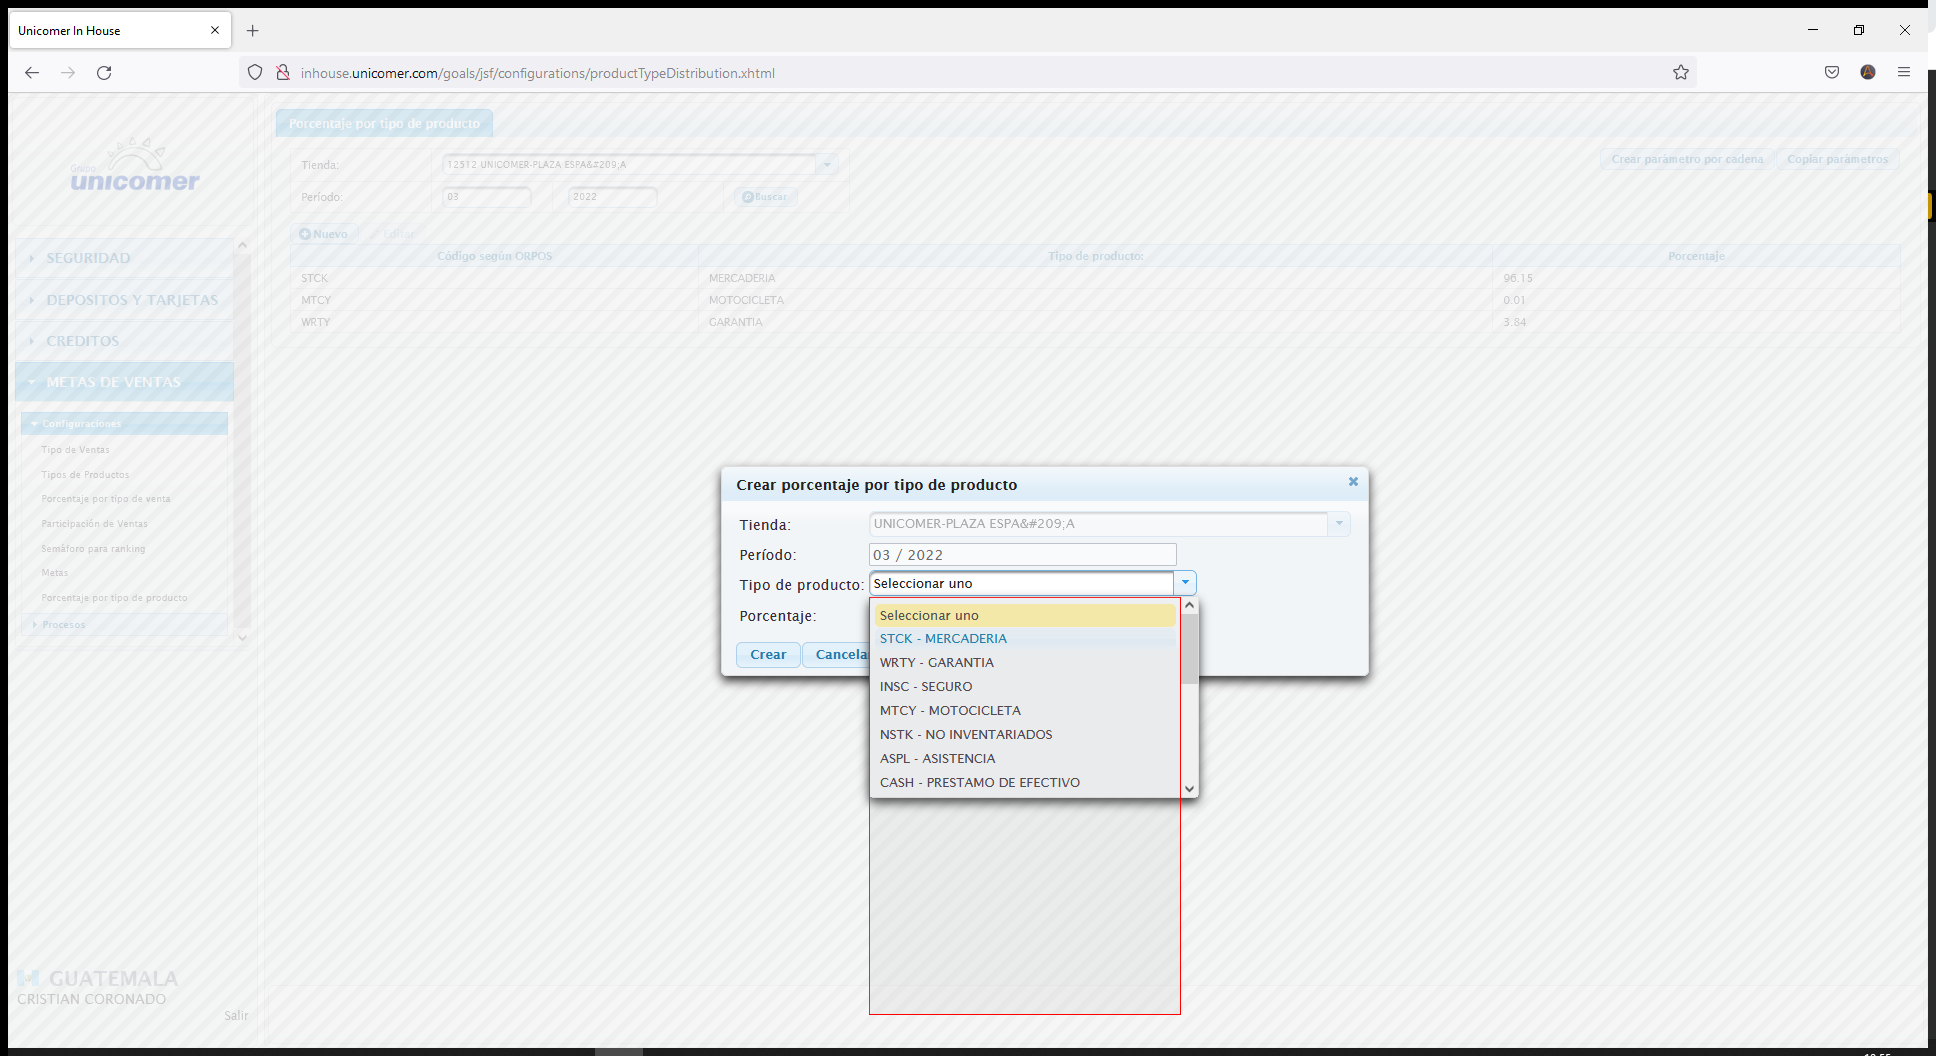 Unicomer In House
inhouse.unicomer.com/goals/jsf/configurations/productTypeDistribution.xhtml
Grupo
unicomer
SEGURIDAD
DEPOSITOS Y TARJETAS
CREDITOS
METAS DE VENTAS
Configuraciones
Tipo de Ventas
Tipos de Productos
Porcentaje por tipo de venta
Participación de Ventas
Semáforo para ranking
Metas
Porcentaje por tipo de producto
Procesos
GUATEMALA
CRISTIAN CORONADO
Salir
Porcentaje por tipo de producto
Tienda: 12512 UNICOMER-PLAZA ESPA&#209;A
Período: 03 2022 Buscar
Crear parámetro por cadena Copiar parámetros
Nuevo Editar
Código según ORPOS Tipo de producto: Porcentaje
STCK MERCADERIA 96.15
MTCY MOTOCICLETA 0.01
WRTY GARANTIA 3.84
Crear porcentaje por tipo de producto
Tienda: UNICOMER-PLAZA ESPA&#209;A
Período: 03 / 2022
Tipo de producto: Seleccionar uno
Porcentaje:
Crear Cancela
Seleccionar uno
STCK - MERCADERIA
WRTY - GARANTIA
INSC - SEGURO
MTCY - MOTOCICLETA
NSTK - NO INVENTARIADOS
ASPL - ASISTENCIA
CASH - PRESTAMO DE EFECTIVO